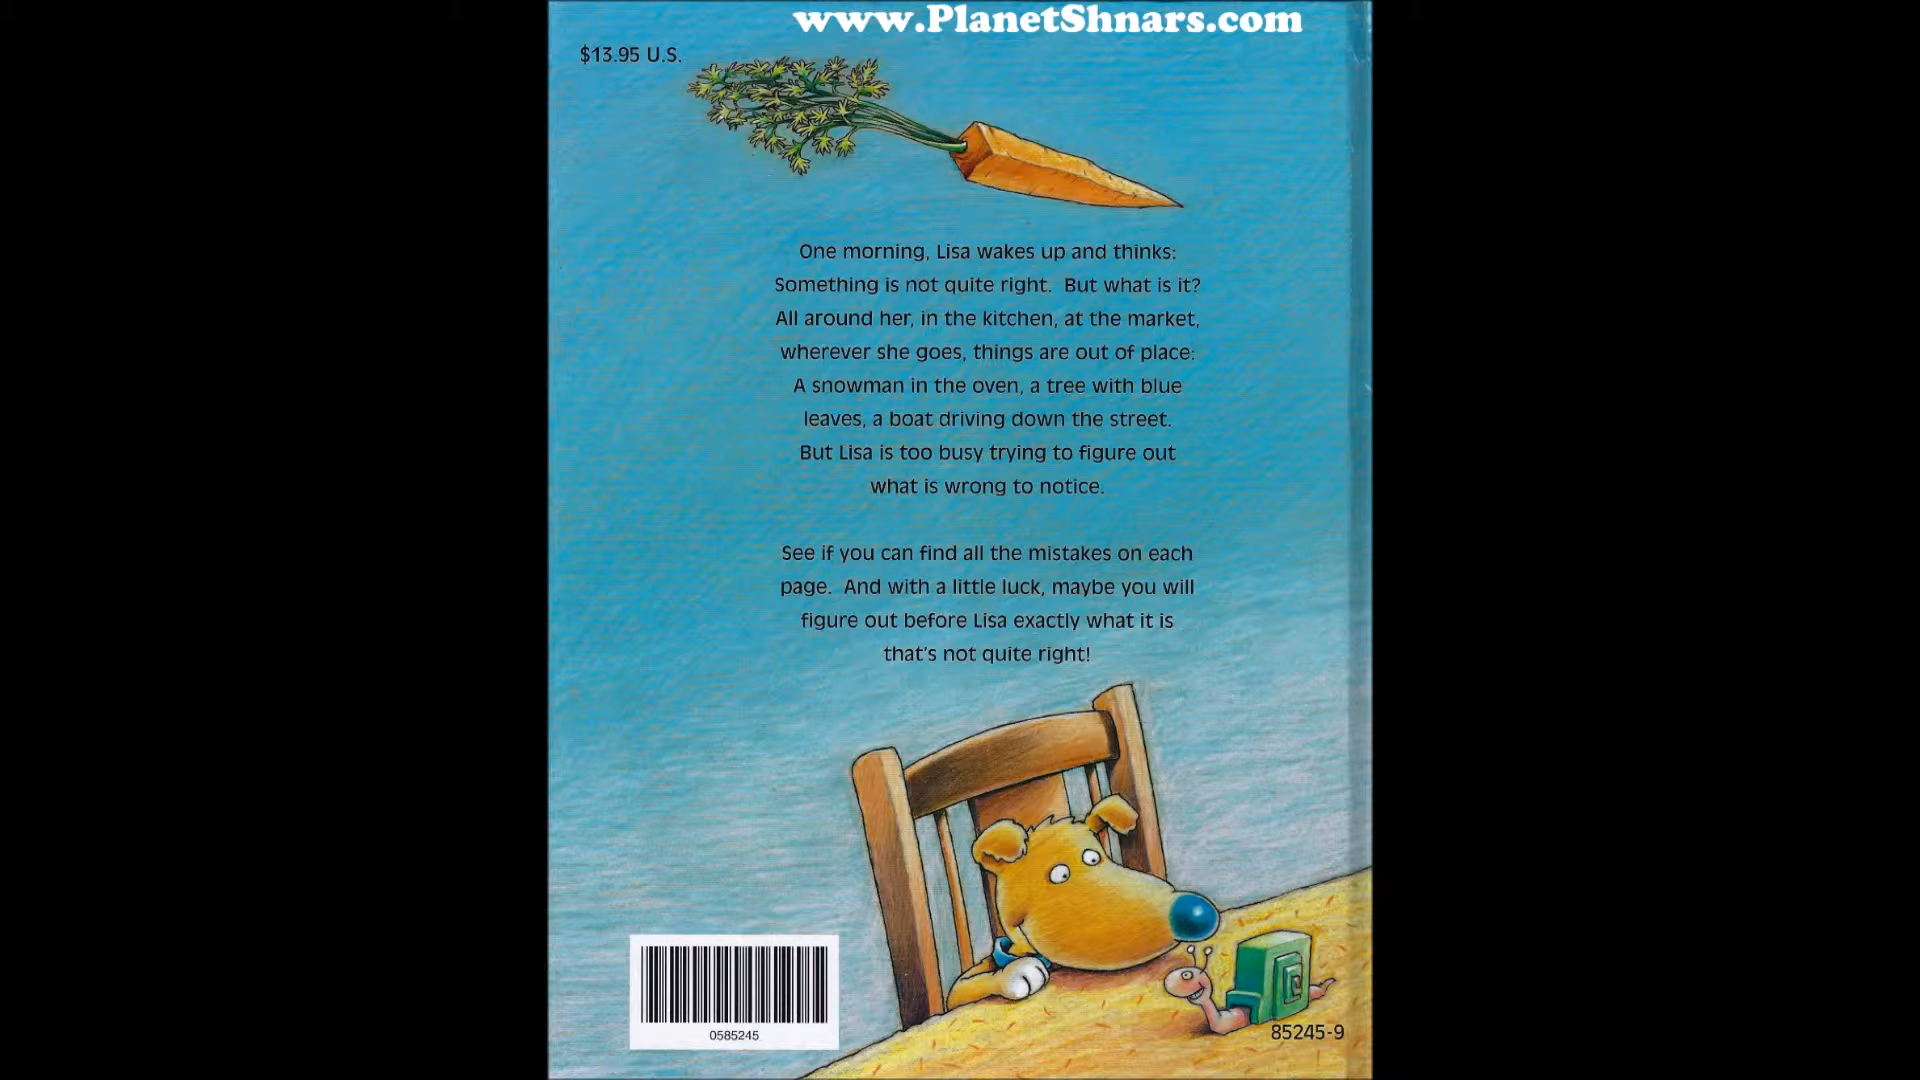 www.PlanetShnars.com
$13.95 U.S.
One morning, Lisa wakes up and thinks:
Something is not quite right. But what is it?
All around her, in the kitchen, at the market,
wherever she goes, things are out of place:
A snowman in the oven, a tree with blue
leaves, a boat driving down the street.
But Lisa is too busy trying to figure out
what is wrong to notice.
See if you can find all the mistakes on each
page. And with a little luck, maybe you will
figure out before Lisa exactly what it is
that's not quite right!
0585245
85245-9